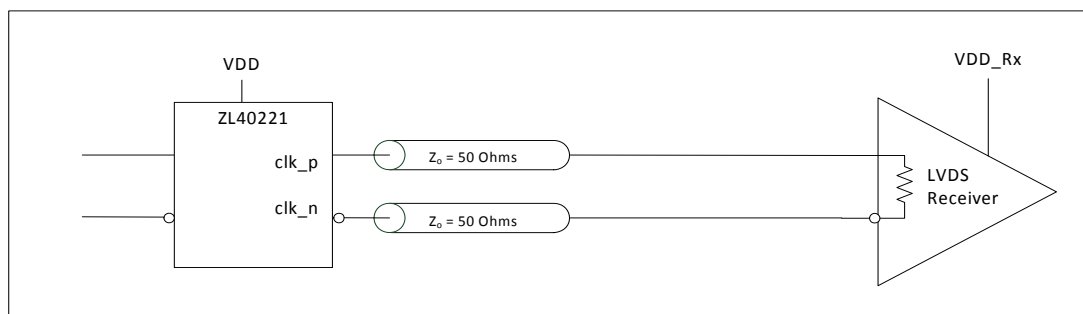 VDD
ZL40221
clk_p
clk_n
Zₒ = 50 Ohms
Zₒ = 50 Ohms
VDD_Rx
LVDS
Receiver